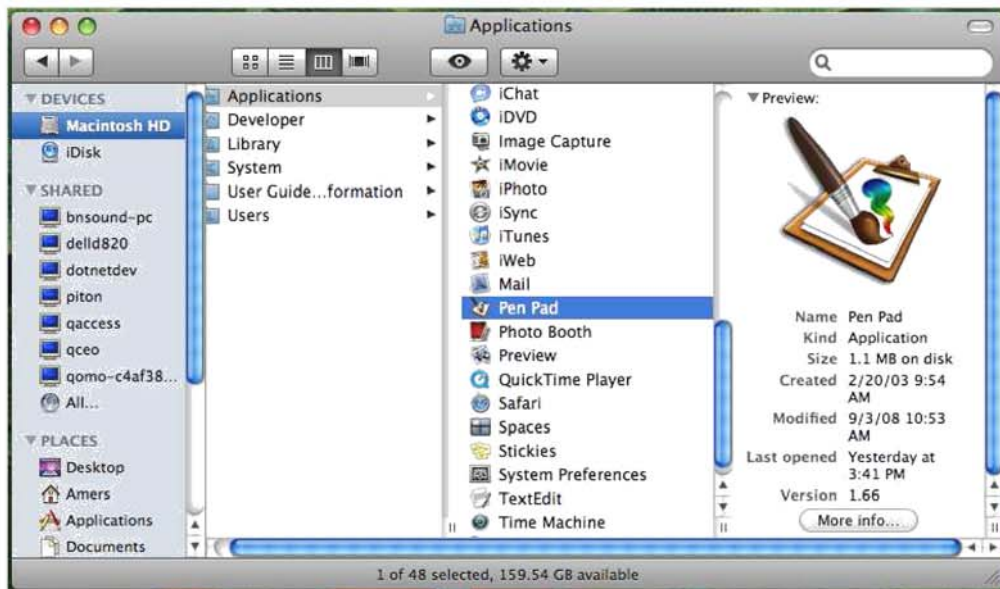 Applications
DEVICES
Macintosh HD
iDisk
SHARED
bnsound-pc
delld820
dotnetdev
piton
qaccess
qceo
qomo-c4af38...
All...
PLACES
Desktop
Amers
Applications
Documents
Applications
Developer
Library
System
User Guide...formation
Users
iChat
iDVD
Image Capture
iMovie
iPhoto
iSync
iTunes
iWeb
Mail
Pen Pad
Photo Booth
Preview
QuickTime Player
Safari
Spaces
Stickies
System Preferences
TextEdit
Time Machine
Preview:
Name Pen Pad
Kind Application
Size 1.1 MB on disk
Created 2/20/03 9:54
AM
Modified 9/3/08 10:53
AM
Last opened Yesterday at
3:41 PM
Version 1.66
More info...
1 of 48 selected, 159.54 GB available